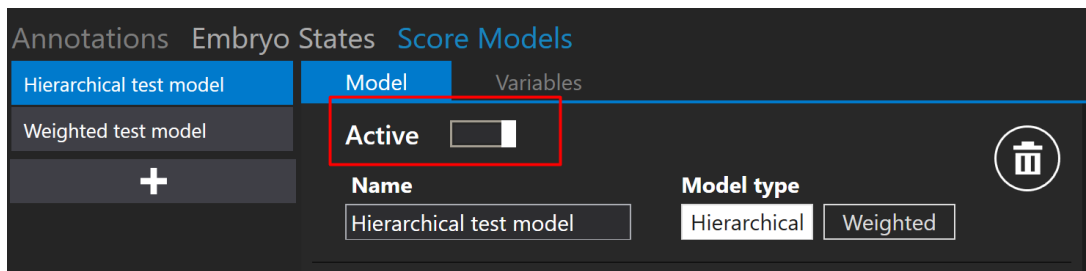 Annotations Embryo States Score Models
Hierarchical test model
Model Variables
Weighted test model
Active
Name Model type
Hierarchical test model Hierarchical Weighted